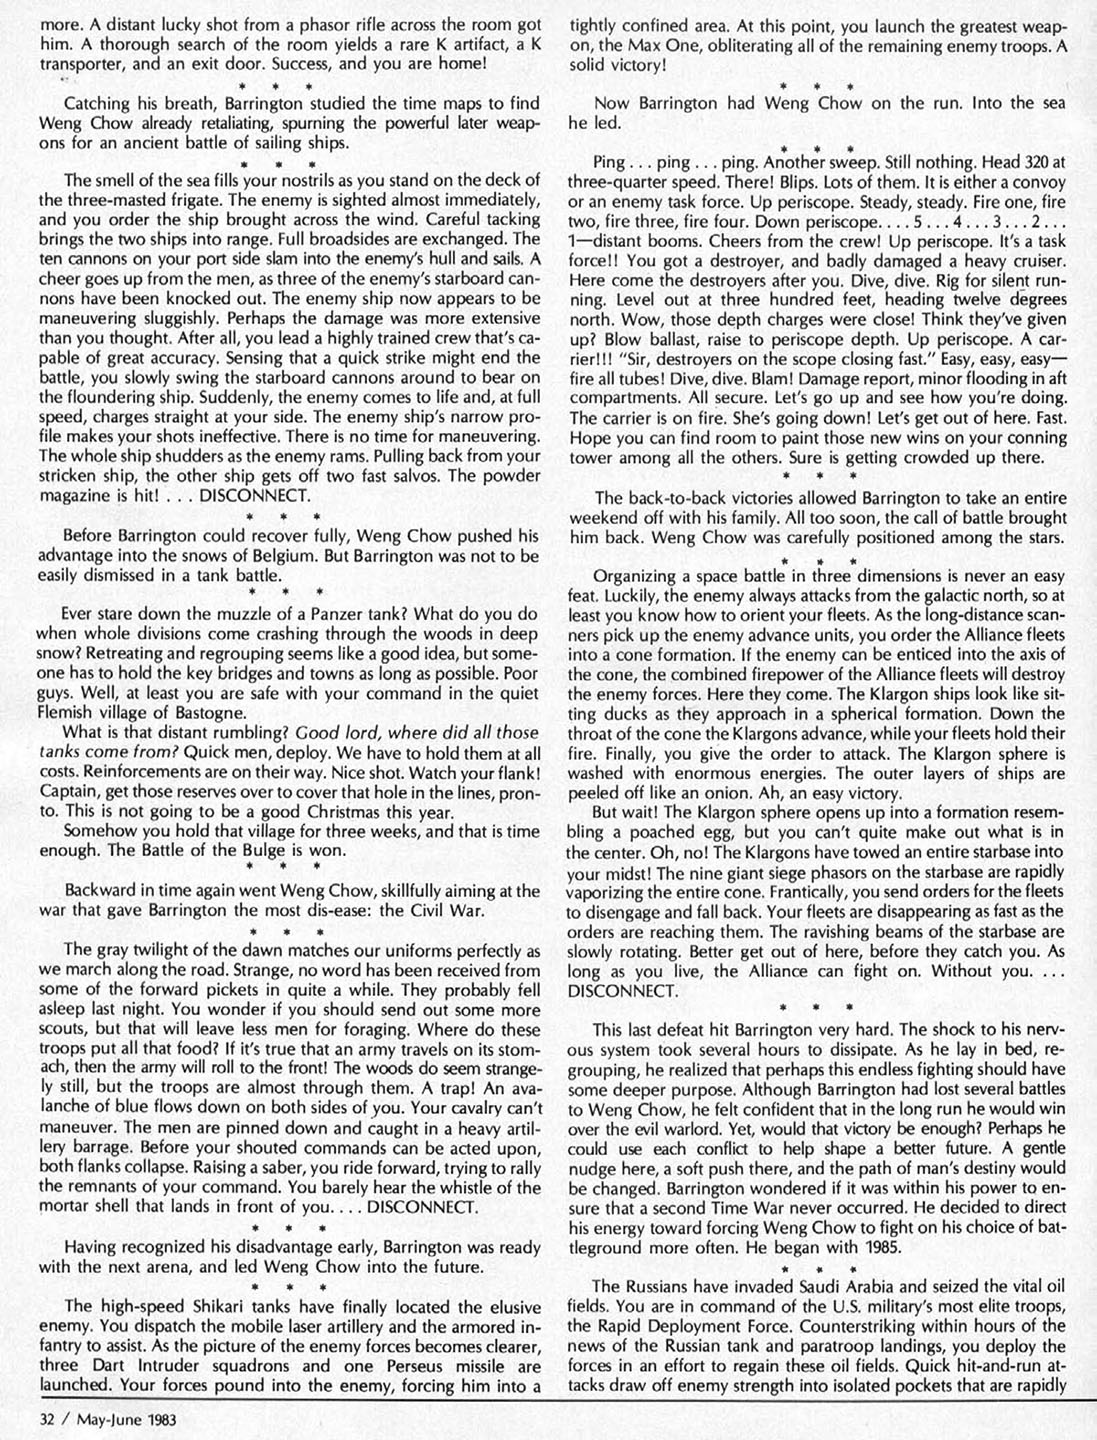 more. A distant lucky shot from a phasor rifle across the room got
him. A thorough search of the room yields a rare K artifact, a K
transporter, and an exit door. Success, and you are home!
* * *
Catching his breath, Barrington studied the time maps to find
Weng Chow already retaliating, spurning the powerful later weap-
ons for an ancient battle of sailing ships.
* * *
The smell of the sea fills your nostrils as you stand on the deck of
the three-masted frigate. The enemy is sighted almost immediately,
and you order the ship brought across the wind. Careful tacking
brings the two ships into range. Full broadsides are exchanged. The
ten cannons on your port side slam into the enemy's hull and sails. A
cheer goes up from the men, as three of the enemy's starboard can-
nons have been knocked out. The enemy ship now appears to be
maneuvering sluggishly. Perhaps the damage was more extensive
than you thought. After all, you lead a highly trained crew that's ca-
pable of great accuracy. Sensing that a quick strike might end the
battle, you slowly swing the starboard cannons around to bear on
the floundering ship. Suddenly, the enemy comes to life and, at full
speed, charges straight at your side. The enemy ship's narrow pro-
file makes your shots ineffective. There is no time for maneuvering.
The whole ship shudders as the enemy rams. Pulling back from your
stricken ship, the other ship gets off two fast salvos. The powder
magazine is hit! . . . DISCONNECT.
* * *
Before Barrington could recover fully, Weng Chow pushed his
advantage into the snows of Belgium. But Barrington was not to be
easily dismissed in a tank battle.
* * *
Ever stare down the muzzle of a Panzer tank? What do you do
when whole divisions come crashing through the woods in deep
snow? Retreating and regrouping seems like a good idea, but some-
one has to hold the key bridges and towns as long as possible. Poor
guys. Well, at least you are safe with your command in the quiet
Flemish village of Bastogne.
What is that distant rumbling? Good lord, where did all those
tanks come from? Quick men, deploy. We have to hold them at all
costs. Reinforcements are on their way. Nice shot. Watch your flank!
Captain, get those reserves over to cover that hole in the lines, pron-
to. This is not going to be a good Christmas this year.
Somehow you hold that village for three weeks, and that is time
enough. The Battle of the Bulge is won.
* * *
Backward in time again went Weng Chow, skillfully aiming at the
war that gave Barrington the most dis-ease: the Civil War.
* * *
The gray twilight of the dawn matches our uniforms perfectly as
we march along the road. Strange, no word has been received from
some of the forward pickets in quite a while. They probably fell
asleep last night. You wonder if you should send out some more
scouts, but that will leave less men for foraging. Where do these
troops put all that food? If it's true that an army travels on its stom-
ach, then the army will roll to the front! The woods do seem strange-
ly still, but the troops are almost through them. A trap! An ava-
lanche of blue flows down on both sides of you. Your cavalry can't
maneuver. The men are pinned down and caught in a heavy artil-
lery barrage. Before your shouted commands can be acted upon,
both flanks collapse. Raising a saber, you ride forward, trying to rally
the remnants of your command. You barely hear the whistle of the
mortar shell that lands in front of you. . . . DISCONNECT.
* * *
Having recognized his disadvantage early, Barrington was ready
with the next arena, and led Weng Chow into the future.
* * *
The high-speed Shikari tanks have finally located the elusive
enemy. You dispatch the mobile laser artillery and the armored in-
fantry to assist. As the picture of the enemy forces becomes clearer,
three Dart Intruder squadrons and one Perseus missile are
launched. Your forces pound into the enemy, forcing him into a
tightly confined area. At this point, you launch the greatest weap-
on, the Max One, obliterating all of the remaining enemy troops. A
solid victory!
* * *
Now Barrington had Weng Chow on the run. Into the sea
he led.
* * *
Ping . . . ping . . . ping. Another sweep. Still nothing. Head 320 at
three-quarter speed. There! Blips. Lots of them. It is either a convoy
or an enemy task force. Up periscope. Steady, steady. Fire one, fire
two, fire three, fire four. Down periscope. . . . 5 . . . 4 . . . 3 . . . 2 . . .
1—distant booms. Cheers from the crew! Up periscope. It's a task
force!! You got a destroyer, and badly damaged a heavy cruiser.
Here come the destroyers after you. Dive, dive. Rig for silent run-
ning. Level out at three hundred feet, heading twelve degrees
north. Wow, those depth charges were close! Think they've given
up? Blow ballast, raise to periscope depth. Up periscope. A car-
rier!!! "Sir, destroyers on the scope closing fast." Easy, easy, easy—
fire all tubes! Dive, dive. Blam! Damage report, minor flooding in aft
compartments. All secure. Let's go up and see how you're doing.
The carrier is on fire. She's going down! Let's get out of here. Fast.
Hope you can find room to paint those new wins on your conning
tower among all the others. Sure is getting crowded up there.
* * *
The back-to-back victories allowed Barrington to take an entire
weekend off with his family. All too soon, the call of battle brought
him back. Weng Chow was carefully positioned among the stars.
* * *
Organizing a space battle in three dimensions is never an easy
feat. Luckily, the enemy always attacks from the galactic north, so at
least you know how to orient your fleets. As the long-distance scan-
ners pick up the enemy advance units, you order the Alliance fleets
into a cone formation. If the enemy can be enticed into the axis of
the cone, the combined firepower of the Alliance fleets will destroy
the enemy forces. Here they come. The Klargon ships look like sit-
ting ducks as they approach in a spherical formation. Down the
throat of the cone the Klargons advance, while your fleets hold their
fire. Finally, you give the order to attack. The Klargon sphere is
washed with enormous energies. The outer layers of ships are
peeled off like an onion. Ah, an easy victory.
But wait! The Klargon sphere opens up into a formation resem-
bling a poached egg, but you can't quite make out what is in
the center. Oh, no! The Klargons have towed an entire starbase into
your midst! The nine giant siege phasors on the starbase are rapidly
vaporizing the entire cone. Frantically, you send orders for the fleets
to disengage and fall back. Your fleets are disappearing as fast as the
orders are reaching them. The ravishing beams of the starbase are
slowly rotating. Better get out of here, before they catch you. As
long as you live, the Alliance can fight on. Without you. . . .
DISCONNECT.
* * *
This last defeat hit Barrington very hard. The shock to his nerv-
ous system took several hours to dissipate. As he lay in bed, re-
grouping, he realized that perhaps this endless fighting should have
some deeper purpose. Although Barrington had lost several battles
to Weng Chow, he felt confident that in the long run he would win
over the evil warlord. Yet, would that victory be enough? Perhaps he
could use each conflict to help shape a better future. A gentle
nudge here, a soft push there, and the path of man's destiny would
be changed. Barrington wondered if it was within his power to en-
sure that a second Time War never occurred. He decided to direct
his energy toward forcing Weng Chow to fight on his choice of bat-
tleground more often. He began with 1985.
* * *
The Russians have invaded Saudi Arabia and seized the vital oil
fields. You are in command of the U.S. military's most elite troops,
the Rapid Deployment Force. Counterstriking within hours of the
news of the Russian tank and paratroop landings, you deploy the
forces in an effort to regain these oil fields. Quick hit-and-run at-
tacks draw off enemy strength into isolated pockets that are rapidly
32 / May-June 1983